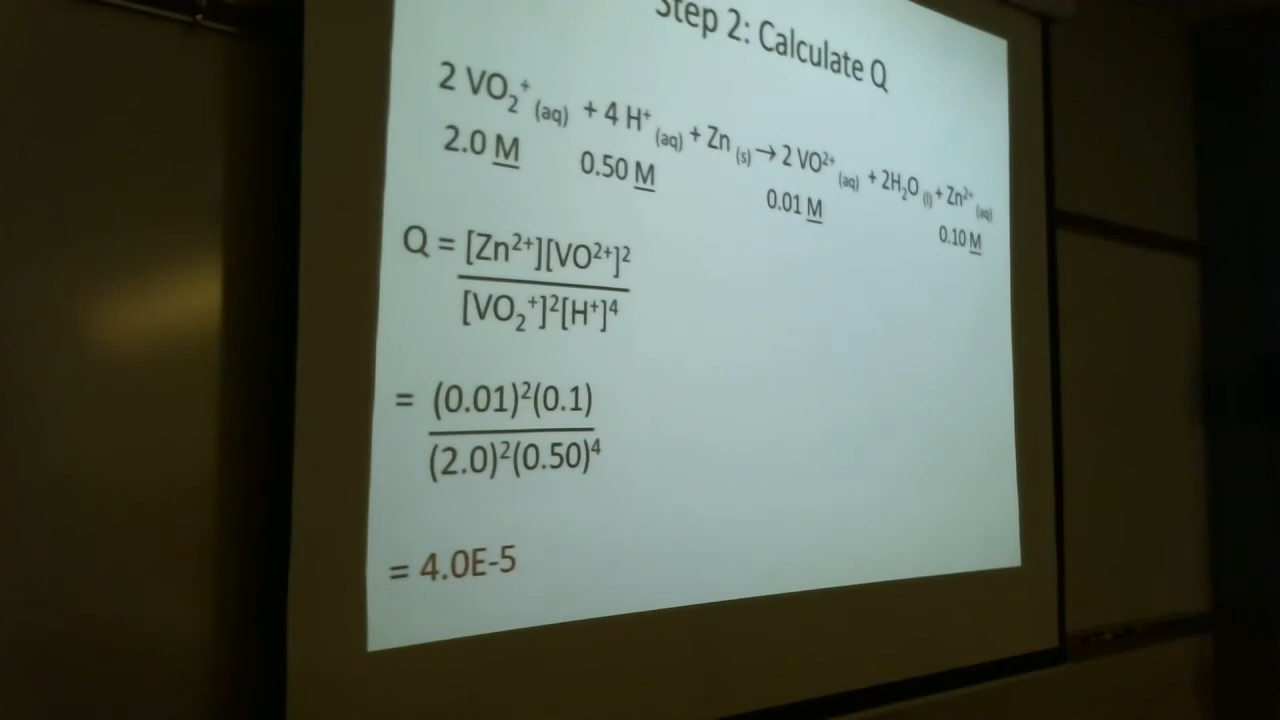 Step 2: Calculate Q
2 VO₂⁺ (aq) + 4 H⁺ (aq) + Zn (s) → 2 VO²⁺ (aq) + 2H₂O (l) + Zn²⁺ (aq)
2.0 M 0.50 M 0.01 M 0.10 M
Q = [Zn²⁺][VO²⁺]²
[VO₂⁺]²[H⁺]⁴
= (0.01)²(0.1)
(2.0)²(0.50)⁴
= 4.0E-5